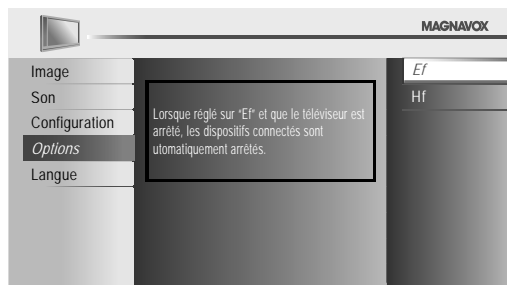 MAGNAVOX
Image
Son
Configuration
Options
Langue
Lorsque réglé sur "Ef" et que le téléviseur est
arrêté, les dispositifs connectés sont
utomatiquement arrêtés.
Ef
Hf